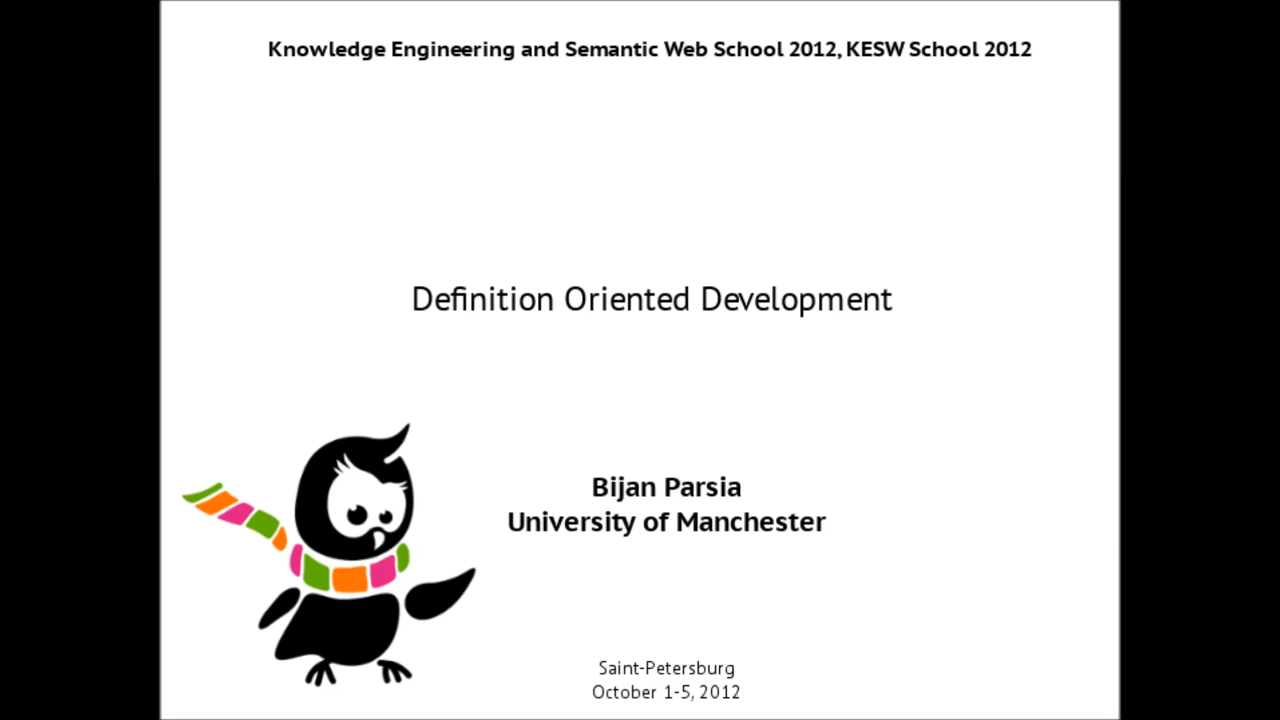 Knowledge Engineering and Semantic Web School 2012, KESW School 2012
Definition Oriented Development
Bijan Parsia
University of Manchester
Saint-Petersburg
October 1-5, 2012